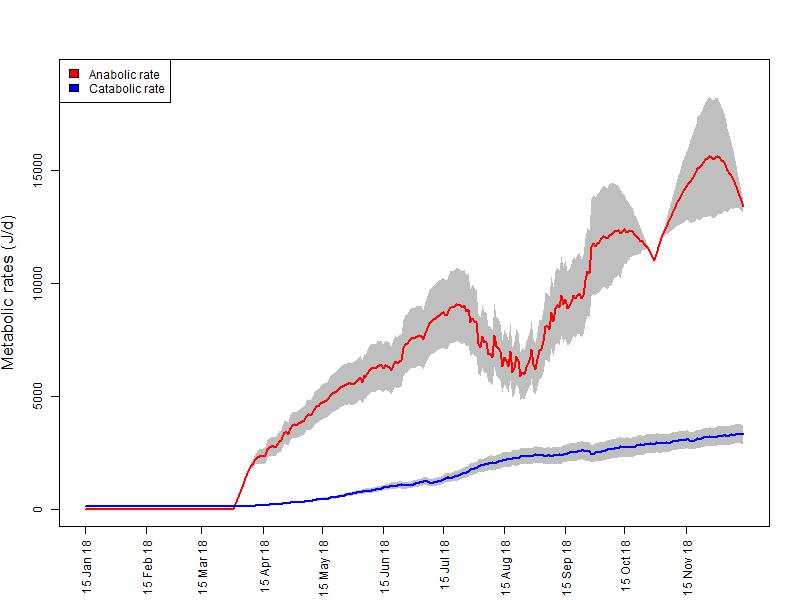 Anabolic rate
Catabolic rate
Metabolic rates (J/d)
15000
10000
5000
0
15 Jan 18
15 Feb 18
15 Mar 18
15 Apr 18
15 May 18
15 Jun 18
15 Jul 18
15 Aug 18
15 Sep 18
15 Oct 18
15 Nov 18